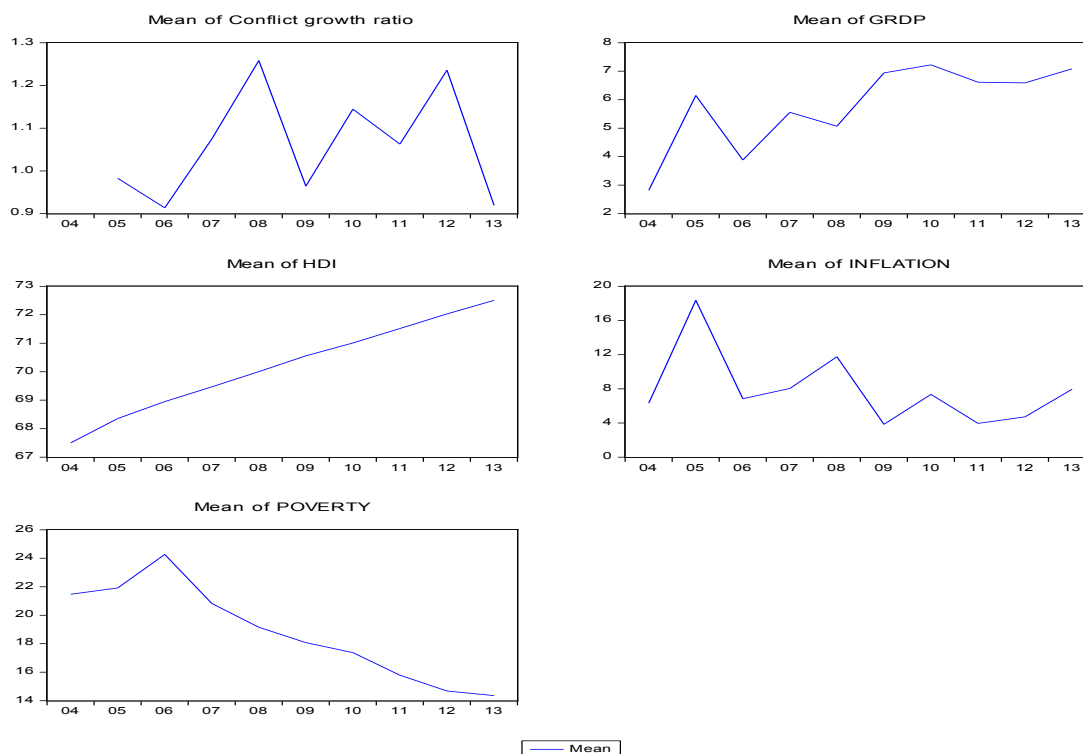 Mean of Conflict growth ratio
1.3
1.2
1.1
1.0
0.9
04 05 06 07 08 09 10 11 12 13
Mean of GRDP
8
7
6
5
4
3
2
04 05 06 07 08 09 10 11 12 13
Mean of HDI
73
72
71
70
69
68
67
04 05 06 07 08 09 10 11 12 13
Mean of INFLATION
20
16
12
8
4
0
04 05 06 07 08 09 10 11 12 13
Mean of POVERTY
26
24
22
20
18
16
14
04 05 06 07 08 09 10 11 12 13
Mean